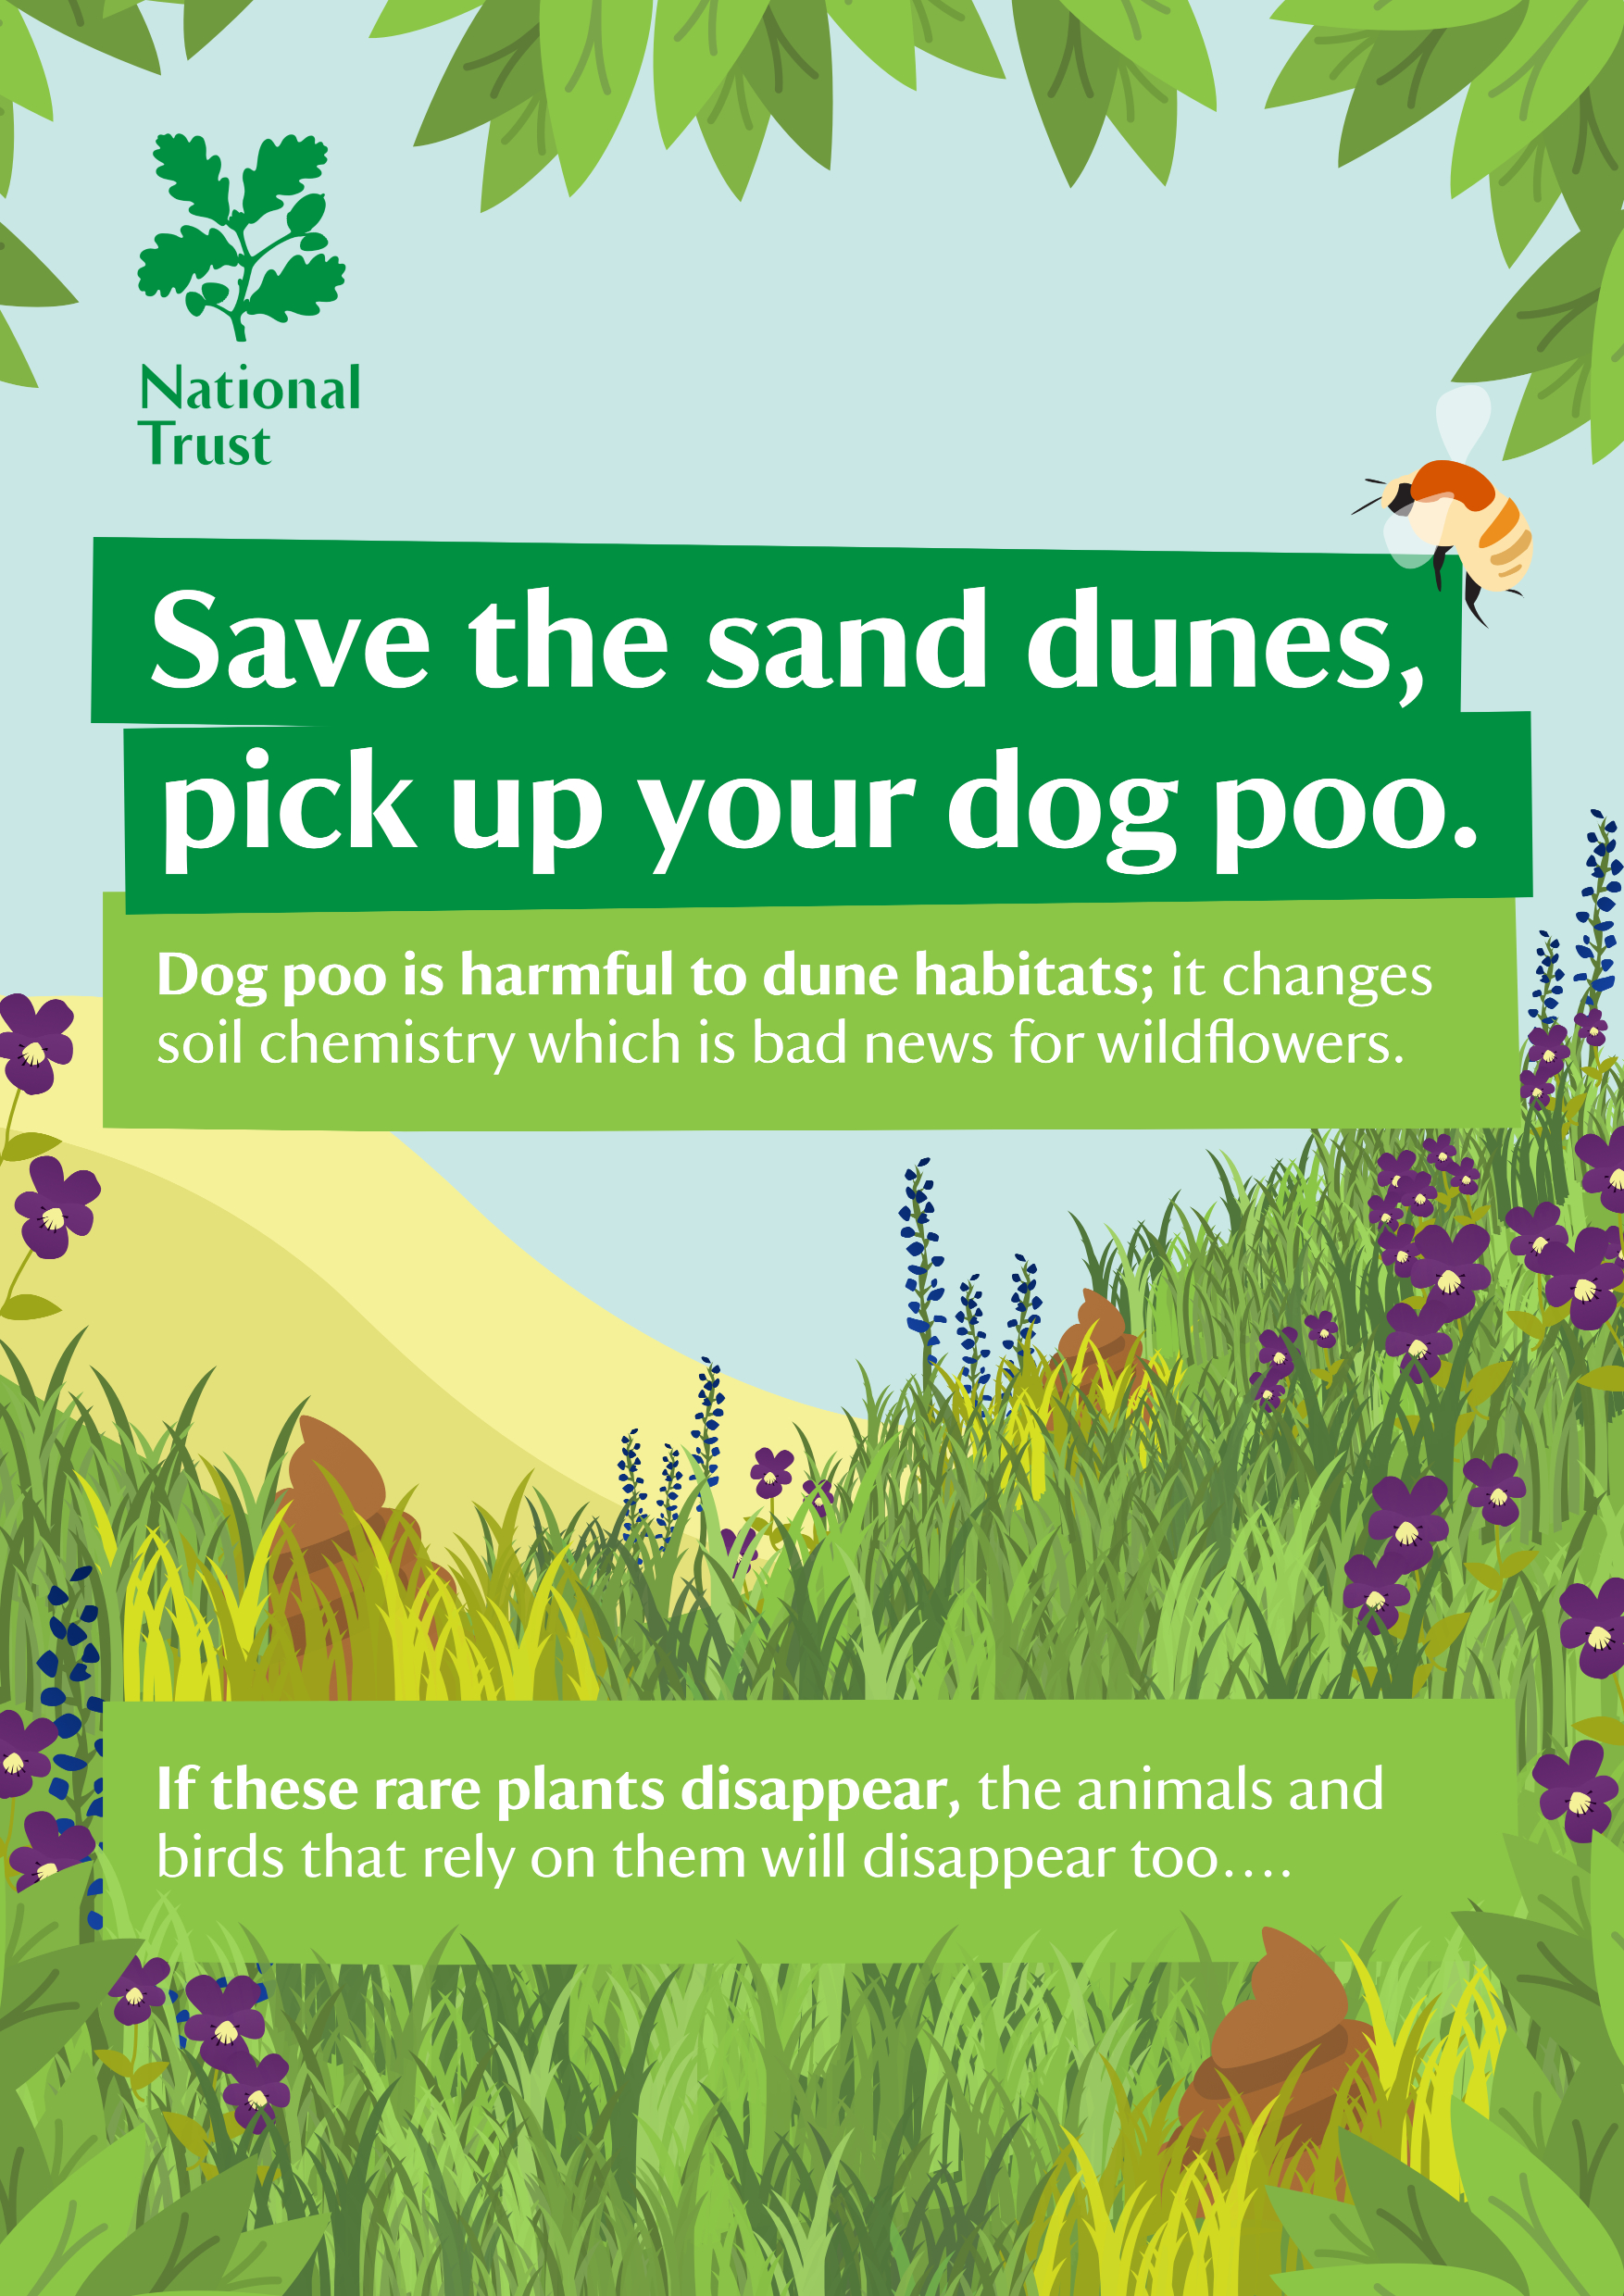 National
Trust
Save the sand dunes,
pick up your dog poo.
Dog poo is harmful to dune habitats; it changes
soil chemistry which is bad news for wildflowers.
If these rare plants disappear, the animals and
birds that rely on them will disappear too....